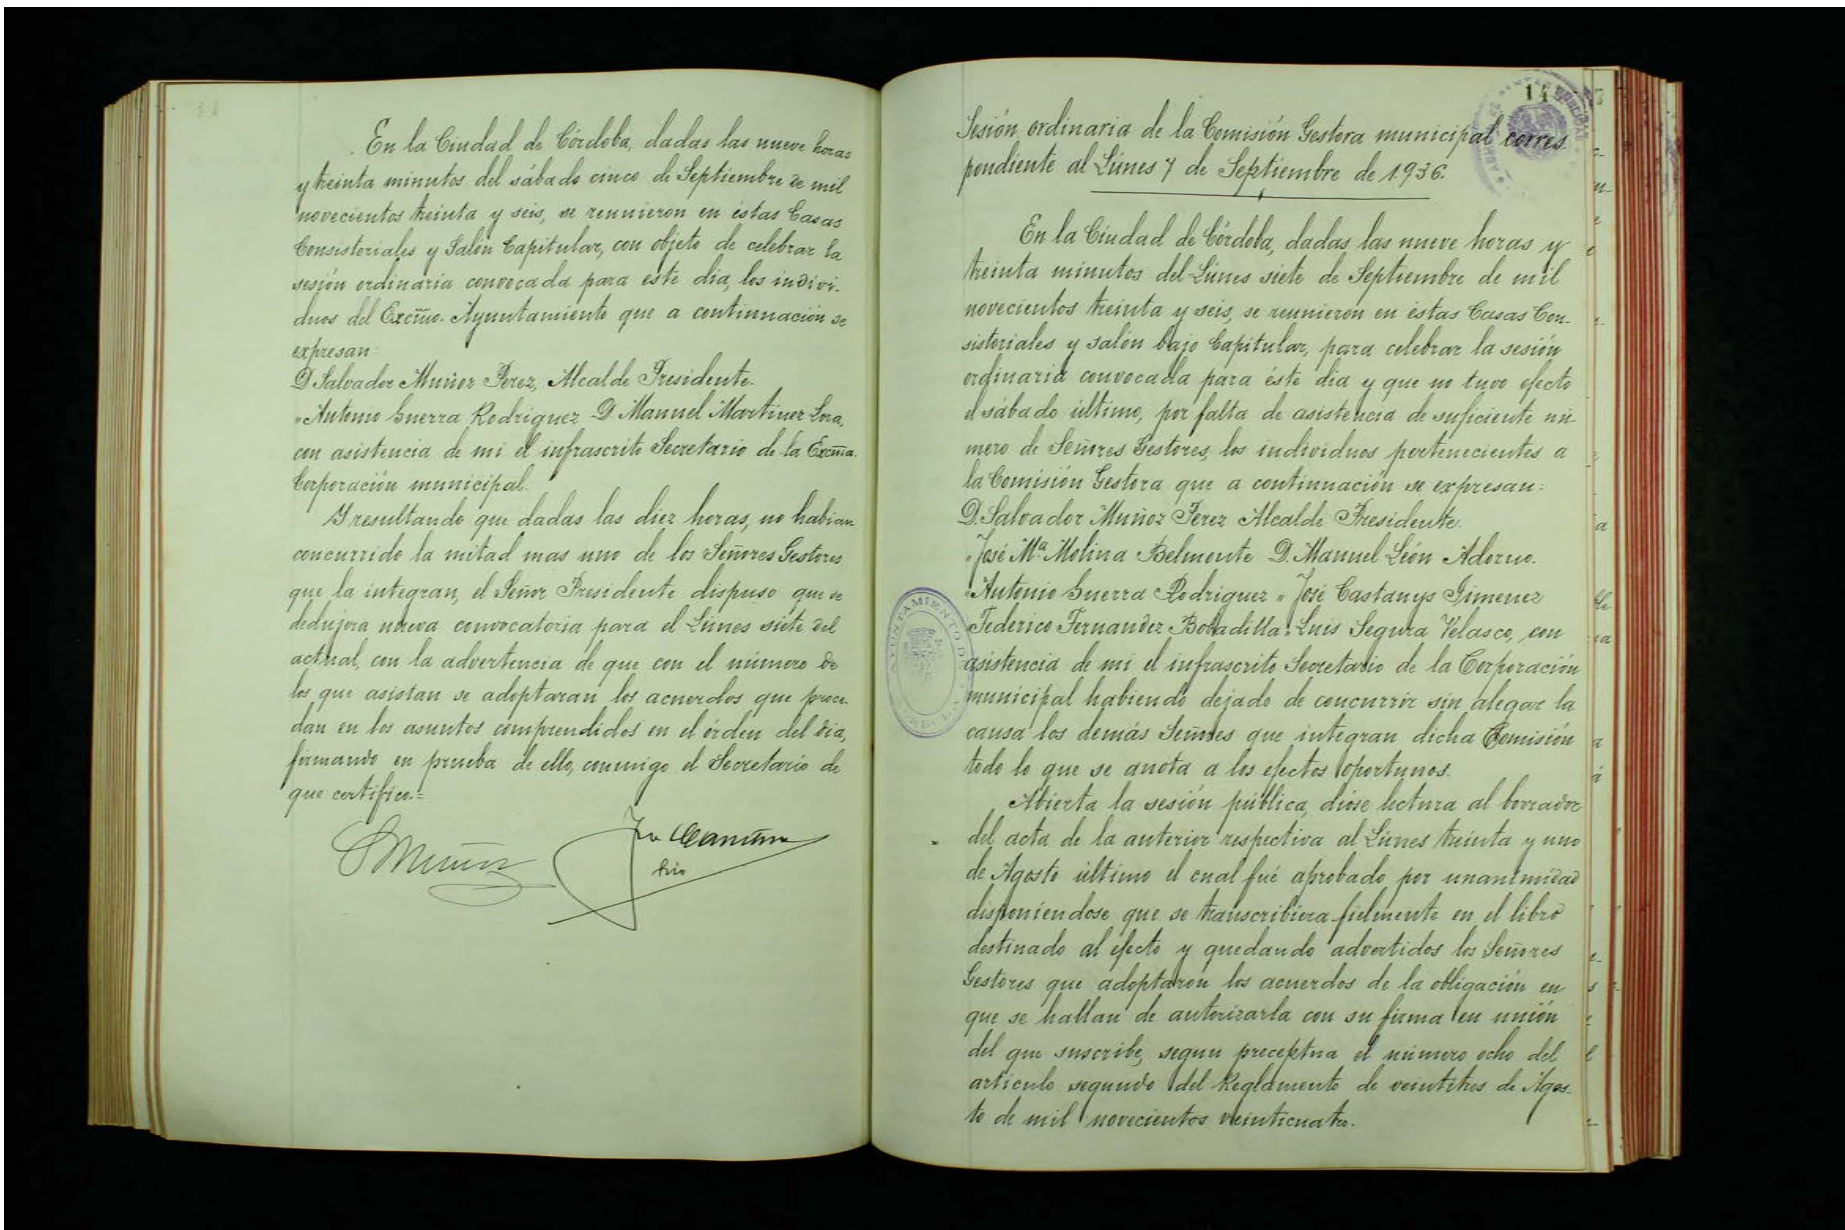 En la Ciudad de Córdoba, dadas las nueve horas
y treinta minutos del sábado cinco de Septiembre de mil
novecientos treinta y seis, se reunieron en éstas Casas
Consistoriales y Salón Capitular, con objeto de celebrar la
sesión ordinaria convocada para este dia, los indivi-
duos del Excmo. Ayuntamiento que a continuación se
expresan:
D. Salvador Muñoz Perez, Alcalde Presidente.
" Antonio Guerra Rodriguez D. Manuel Martinez Lora,
con asistencia de mi el infrascrito Secretario de la Excma.
Corporación municipal.
Y resultando que dadas las diez horas, no habian
concurrido la mitad mas uno de los Señores Gestores
que la integran, el Señor Presidente dispuso que se
dedujera nueva convocatoria para el Lúnes siete del
actual, con la advertencia de que con el número de
los que asistan se adoptaran los acuerdos que proce-
dan en los asuntos comprendidos en el órden del dia,
firmando en prueba de ello, conmigo el Secretario de
que certifico.=
SMuñoz
14
Sesión ordinaria de la Comisión Gestora municipal corres-
pondiente al Lúnes 7 de Septiembre de 1.936.
En la Ciudad de Córdoba, dadas las nueve horas y
treinta minutos del Lúnes siete de Septiembre de mil
novecientos treinta y seis, se reunieron en éstas Casas Con-
sistoriales y salón bajo Capitular, para celebrar la sesión
ordinaria convocada para éste dia y que no tuvo efecto
el sábado último, por falta de asistencia de suficiente nú-
mero de Señores Gestores, los individuos pertenecientes a
la Comisión Gestora que a continuación se expresan:
D. Salvador Muñoz Perez Alcalde Presidente.
" José Mª Molina Belmonte D. Manuel León Adorno.
" Antonio Guerra Rodriguez " José Castanys Gimenez
" Federico Fernandez Bobadilla " Luis Segura Velasco, con
asistencia de mi el infrascrito Secretario de la Corporación
municipal habiendo dejado de concurrir sin alegar la
causa los demás Señores que integran dicha Comisión
todo lo que se anota a los efectos oportunos.
Abierta la sesión pública, dióse lectura al borrador
del acta de la anterior respectiva al Lúnes treinta y uno
de Agosto último el cual fué aprobado por unanimidad
disponiendose que se transcribiera fielmente en el libro
destinado al efecto y quedando advertidos los Señores
Gestores que adoptaron los acuerdos de la obligación en
que se hallan de autorizarla con su firma en unión
del que suscribe, segun preceptua el número ocho del
articulo segundo del Reglamento de veintitres de Agos-
to de mil novecientos veinticuatro.
AYUNTAMIENTO DE